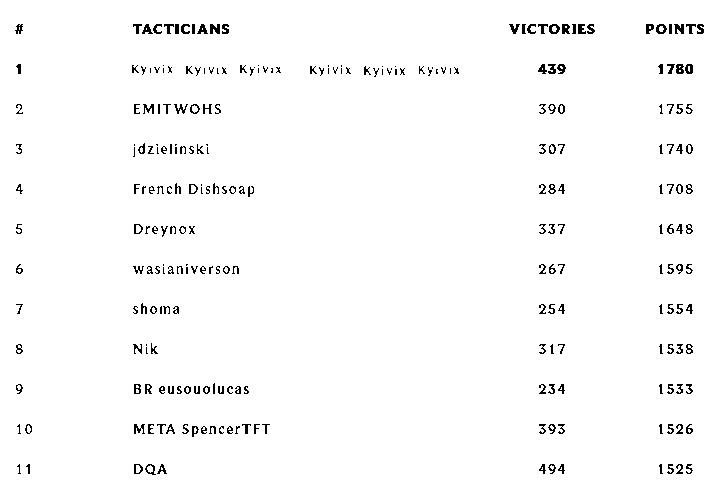 # TACTICIANS VICTORIES POINTS
1 Kyivix Kyivix Kyivix Kyivix Kyivix Kyivix 439 1780
2 EMITWOHS 390 1755
3 jdzielinski 307 1740
4 French Dishsoap 284 1708
5 Dreynox 337 1648
6 wasianiverson 267 1595
7 shoma 254 1554
8 Nik 317 1538
9 BR eusouolucas 234 1533
10 META SpencerTFT 393 1526
11 DQA 494 1525